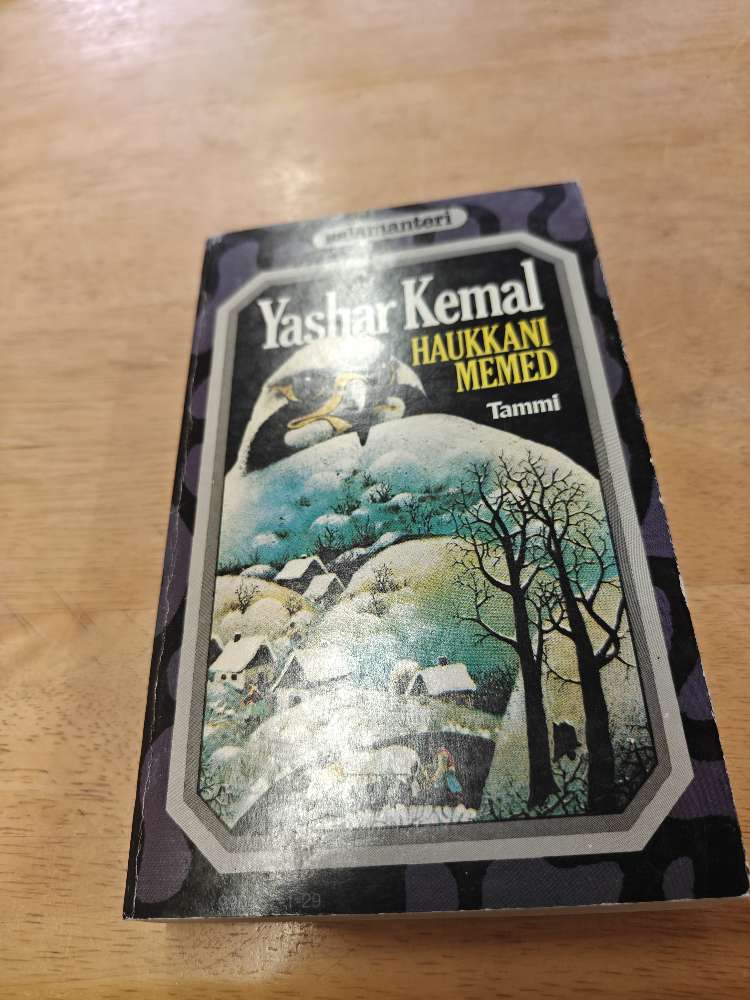 salamanteri
Yashar Kemal
HAUKKANI
MEMED
Tammi